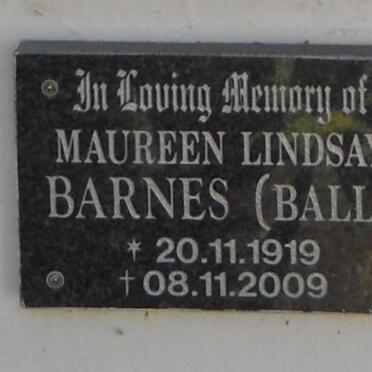 In Loving Memory of
MAUREEN LINDSAY
BARNES (BALL
* 20.11.1919
† 08.11.2009